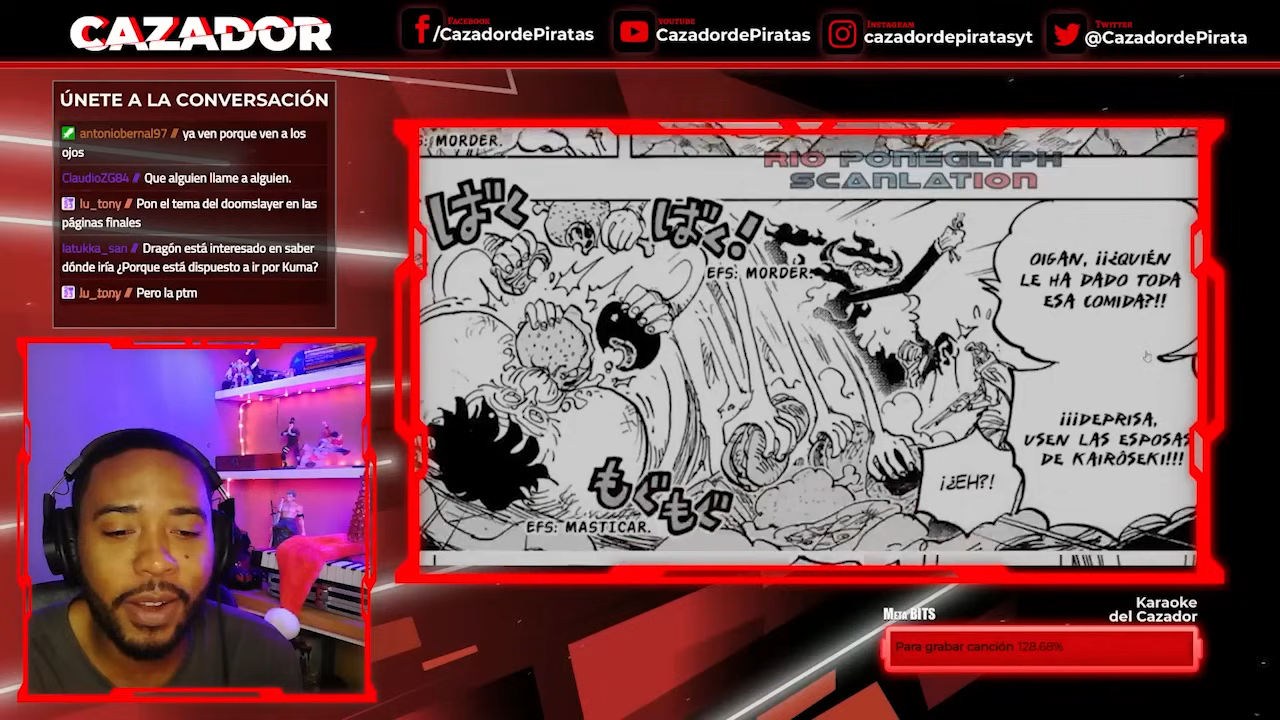 CAZADOR
FACEBOOK
/CazadordePiratas
YOUTUBE
CazadordePiratas
INSTAGRAM
cazadordepiratasyt
TWITTER
@CazadordePirata
ÚNETE A LA CONVERSACIÓN
antoniobernal97 // ya ven porque ven a los
ojos
ClaudioZG84 // Que alguien llame a alguien.
lu_tony // Pon el tema del doomslayer en las
páginas finales
latukka_san // Dragón está interesado en saber
dónde iría ¿Porque está dispuesto a ir por Kuma?
lu_tony // Pero la ptm
S: MORDER.
RIO PONEGLYPH
SCANLATION
ばく
ばく!
EFS: MORDER.
OIGAN, ¡¡¿QUIÉN
LE HA DADO TODA
ESA COMIDA?!!
¡¡¡DEPRISA,
USEN LAS ESPOSAS
DE KAIRŌSEKI!!!
¡¿EH?!
もぐもぐ
EFS: MASTICAR.
META BITS
Karaoke
del Cazador
Para grabar canción 128.68%